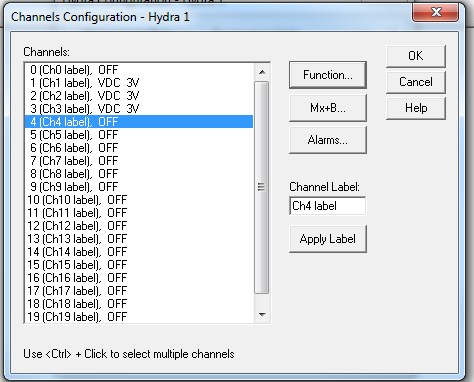 Channels Configuration - Hydra 1
Channels:
0 (Ch0 label), OFF
1 (Ch1 label), VDC 3V
2 (Ch2 label), VDC 3V
3 (Ch3 label), VDC 3V
4 (Ch4 label), OFF
5 (Ch5 label), OFF
6 (Ch6 label), OFF
7 (Ch7 label), OFF
8 (Ch8 label), OFF
9 (Ch9 label), OFF
10 (Ch10 label), OFF
11 (Ch11 label), OFF
12 (Ch12 label), OFF
13 (Ch13 label), OFF
14 (Ch14 label), OFF
15 (Ch15 label), OFF
16 (Ch16 label), OFF
17 (Ch17 label), OFF
18 (Ch18 label), OFF
19 (Ch19 label), OFF
Function...
Mx+B...
Alarms...
Channel Label:
Ch4 label
Apply Label
OK
Cancel
Help
Use <Ctrl> + Click to select multiple channels